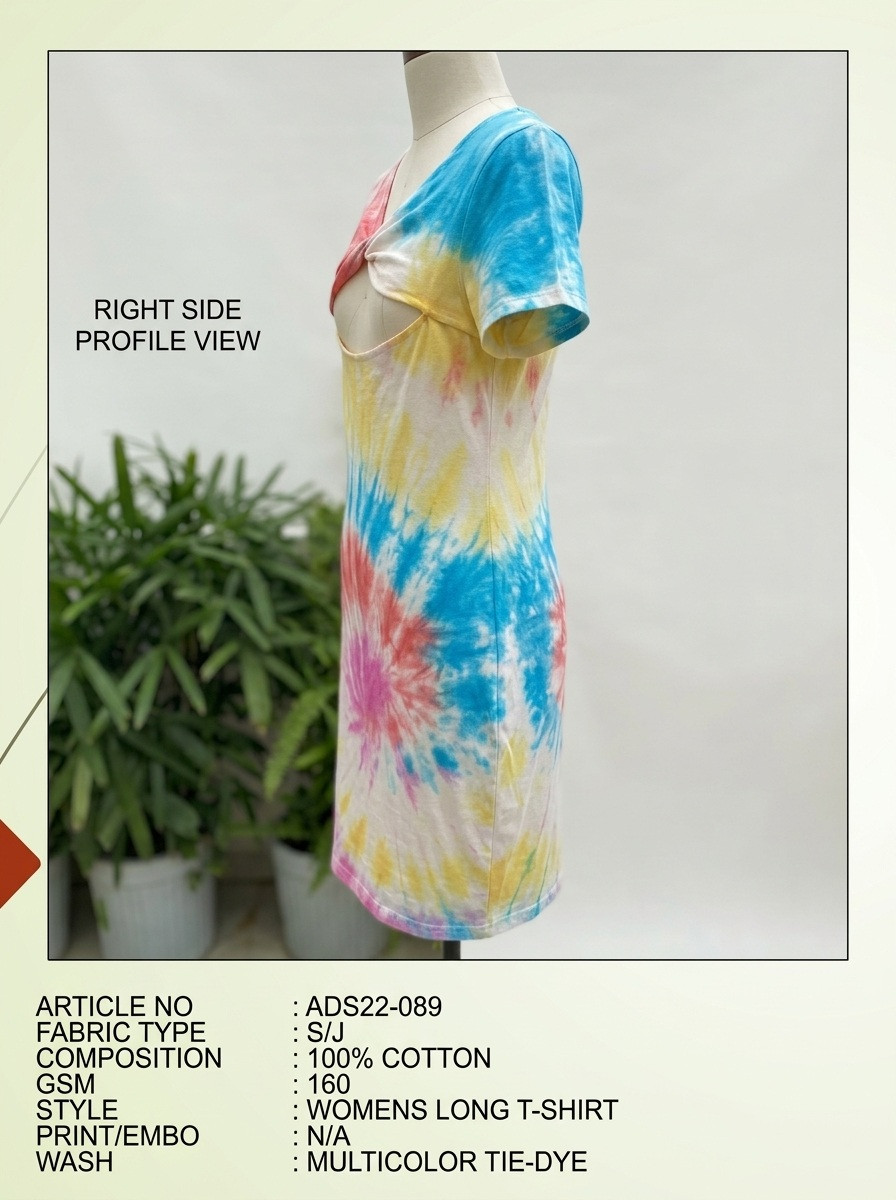 RIGHT SIDE
PROFILE VIEW
ARTICLE NO : ADS22-089
FABRIC TYPE : S/J
COMPOSITION : 100% COTTON
GSM : 160
STYLE : WOMENS LONG T-SHIRT
PRINT/EMBO : N/A
WASH : MULTICOLOR TIE-DYE